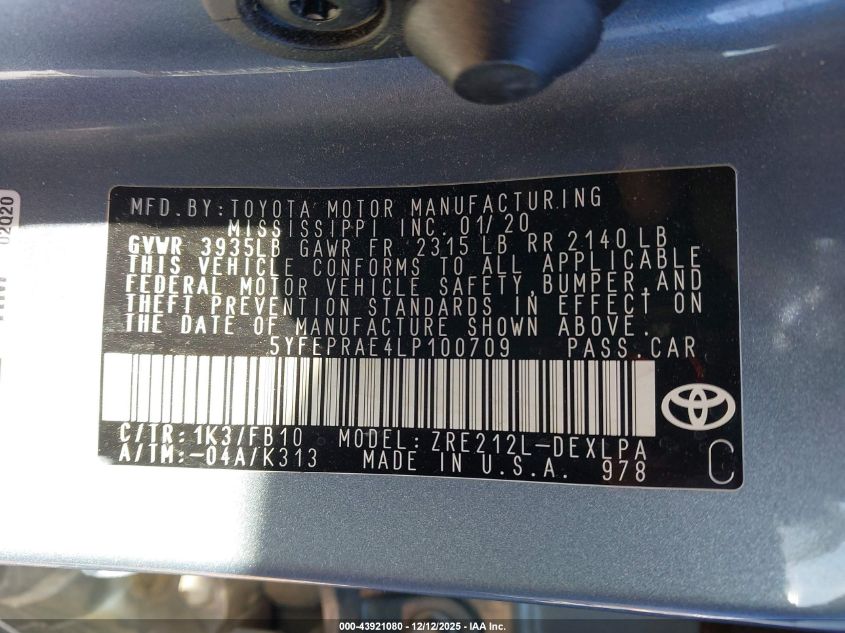 MFD.BY:TOYOTA MOTOR MANUFACTURING
MISSISSIPPI INC. 01/20
GVWR 3935LB GAWR FR 2315 LB RR 2140 LB
THIS VEHICLE CONFORMS TO ALL APPLICABLE
FEDERAL MOTOR VEHICLE SAFETY,BUMPER,AND
THEFT PREVENTION STANDARDS IN EFFECT ON
THE DATE OF MANUFACTURE SHOWN ABOVE.
5YFEPRAE4LP100709 PASS.CAR
C/TR:1K3/FB10 MODEL:ZRE212L-DEXLPA
A/TM:-04A/K313 MADE IN U.S.A. 978
C
02020
000-43921080 - 12/12/2025 - IAA Inc.